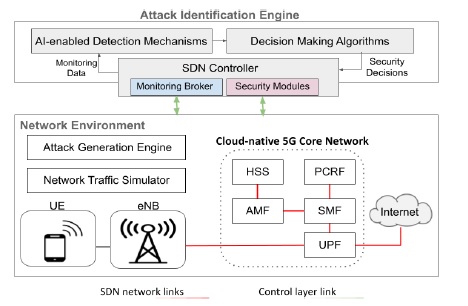 Attack Identification Engine
AI-enabled Detection Mechanisms
Decision Making Algorithms
Monitoring
Data
SDN Controller
Security
Decisions
Monitoring Broker
Security Modules
Network Environment
Attack Generation Engine
Network Traffic Simulator
Cloud-native 5G Core Network
HSS
PCRF
UE
eNB
AMF
SMF
Internet
UPF
SDN network links
Control layer link